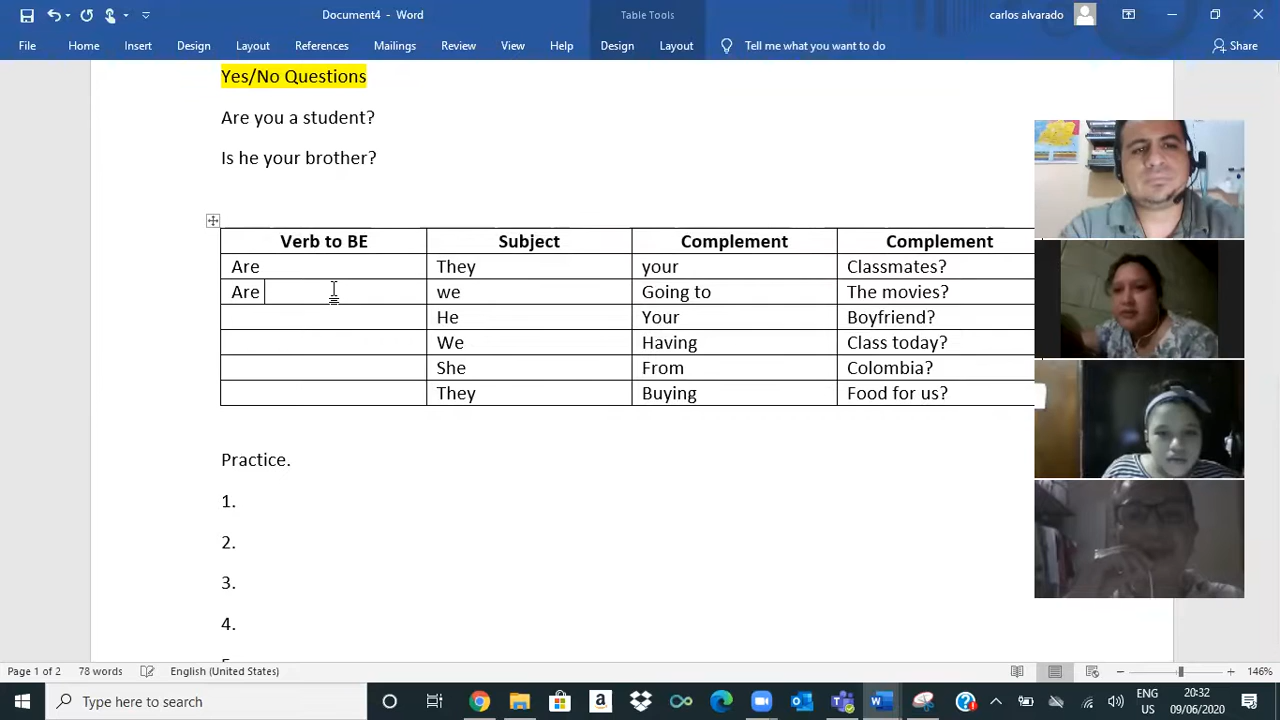 Document4 - Word
Table Tools
carlos alvarado
File Home Insert Design Layout References Mailings Review View Help Design Layout Tell me what you want to do Share
Yes/No Questions
Are you a student?
Is he your brother?
Verb to BE Subject Complement Complement
Are They your Classmates?
Are we Going to The movies?
He Your Boyfriend?
We Having Class today?
She From Colombia?
They Buying Food for us?
Practice.
1.
2.
3.
4.
Page 1 of 2 78 words English (United States) 146%
Type here to search
ENG 20:32
US 09/06/2020